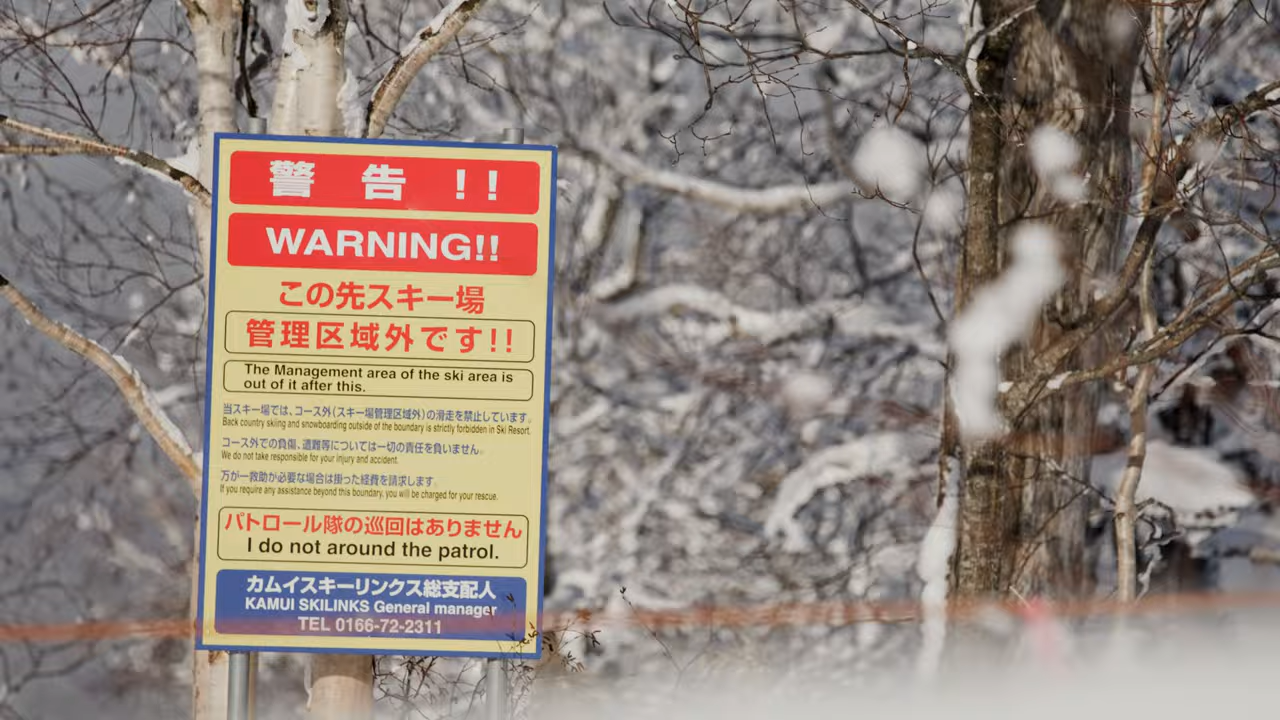 警告!!
WARNING!!
この先スキー場
管理区域外です!!
The Management area of the ski area is
out of it after this.
当スキー場では、コース外(スキー場管理区域外)の滑走を禁止しています。
Back country skiing and snowboarding outside of the boundary is strictly forbidden in Ski Resort.
コース外での負傷、遭難等については一切の責任を負いません。
We do not take responsible for your injury and accident.
万が一救助が必要な場合は掛った経費を請求します。
If you require any assistance beyond this boundary, you will be charged for your rescue.
パトロール隊の巡回はありません
I do not around the patrol.
カムイスキーリンクス総支配人
KAMUI SKILINKS General manager
TEL 0166-72-2311